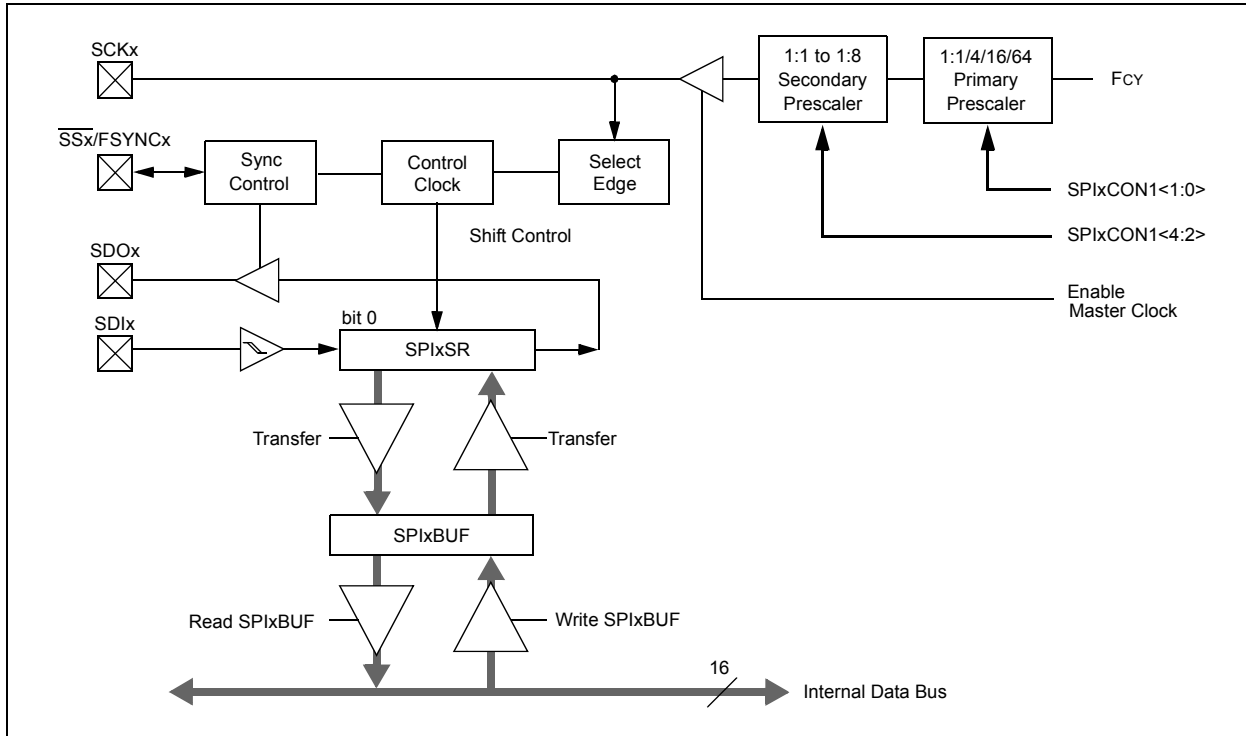 SCKx
1:1 to 1:8
Secondary
Prescaler
1:1/4/16/64
Primary
Prescaler
FCY
SSx/FSYNCx
Sync
Control
Control
Clock
Select
Edge
SPIxCON1<1:0>
Shift Control
SPIxCON1<4:2>
SDOx
Enable
Master Clock
SDIx
bit 0
SPIxSR
Transfer
Transfer
SPIxBUF
Read SPIxBUF
Write SPIxBUF
16
Internal Data Bus